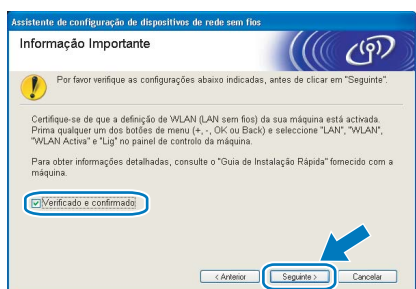 Assistente de configuração de dispositivos de rede sem fios
Informação Importante
Por favor verifique as configurações abaixo indicadas, antes de clicar em "Seguinte".
Certifique-se de que a definição de WLAN (LAN sem fios) da sua máquina está activada.
Prima qualquer um dos botões de menu (+, -, OK ou Back) e seleccione "LAN", "WLAN",
"WLAN Activa" e "Lig" no painel de controlo da máquina.
Para obter informações detalhadas, consulte o "Guia de Instalação Rápida" fornecido com a
máquina.
Verificado e confirmado
< Anterior Seguinte > Cancelar